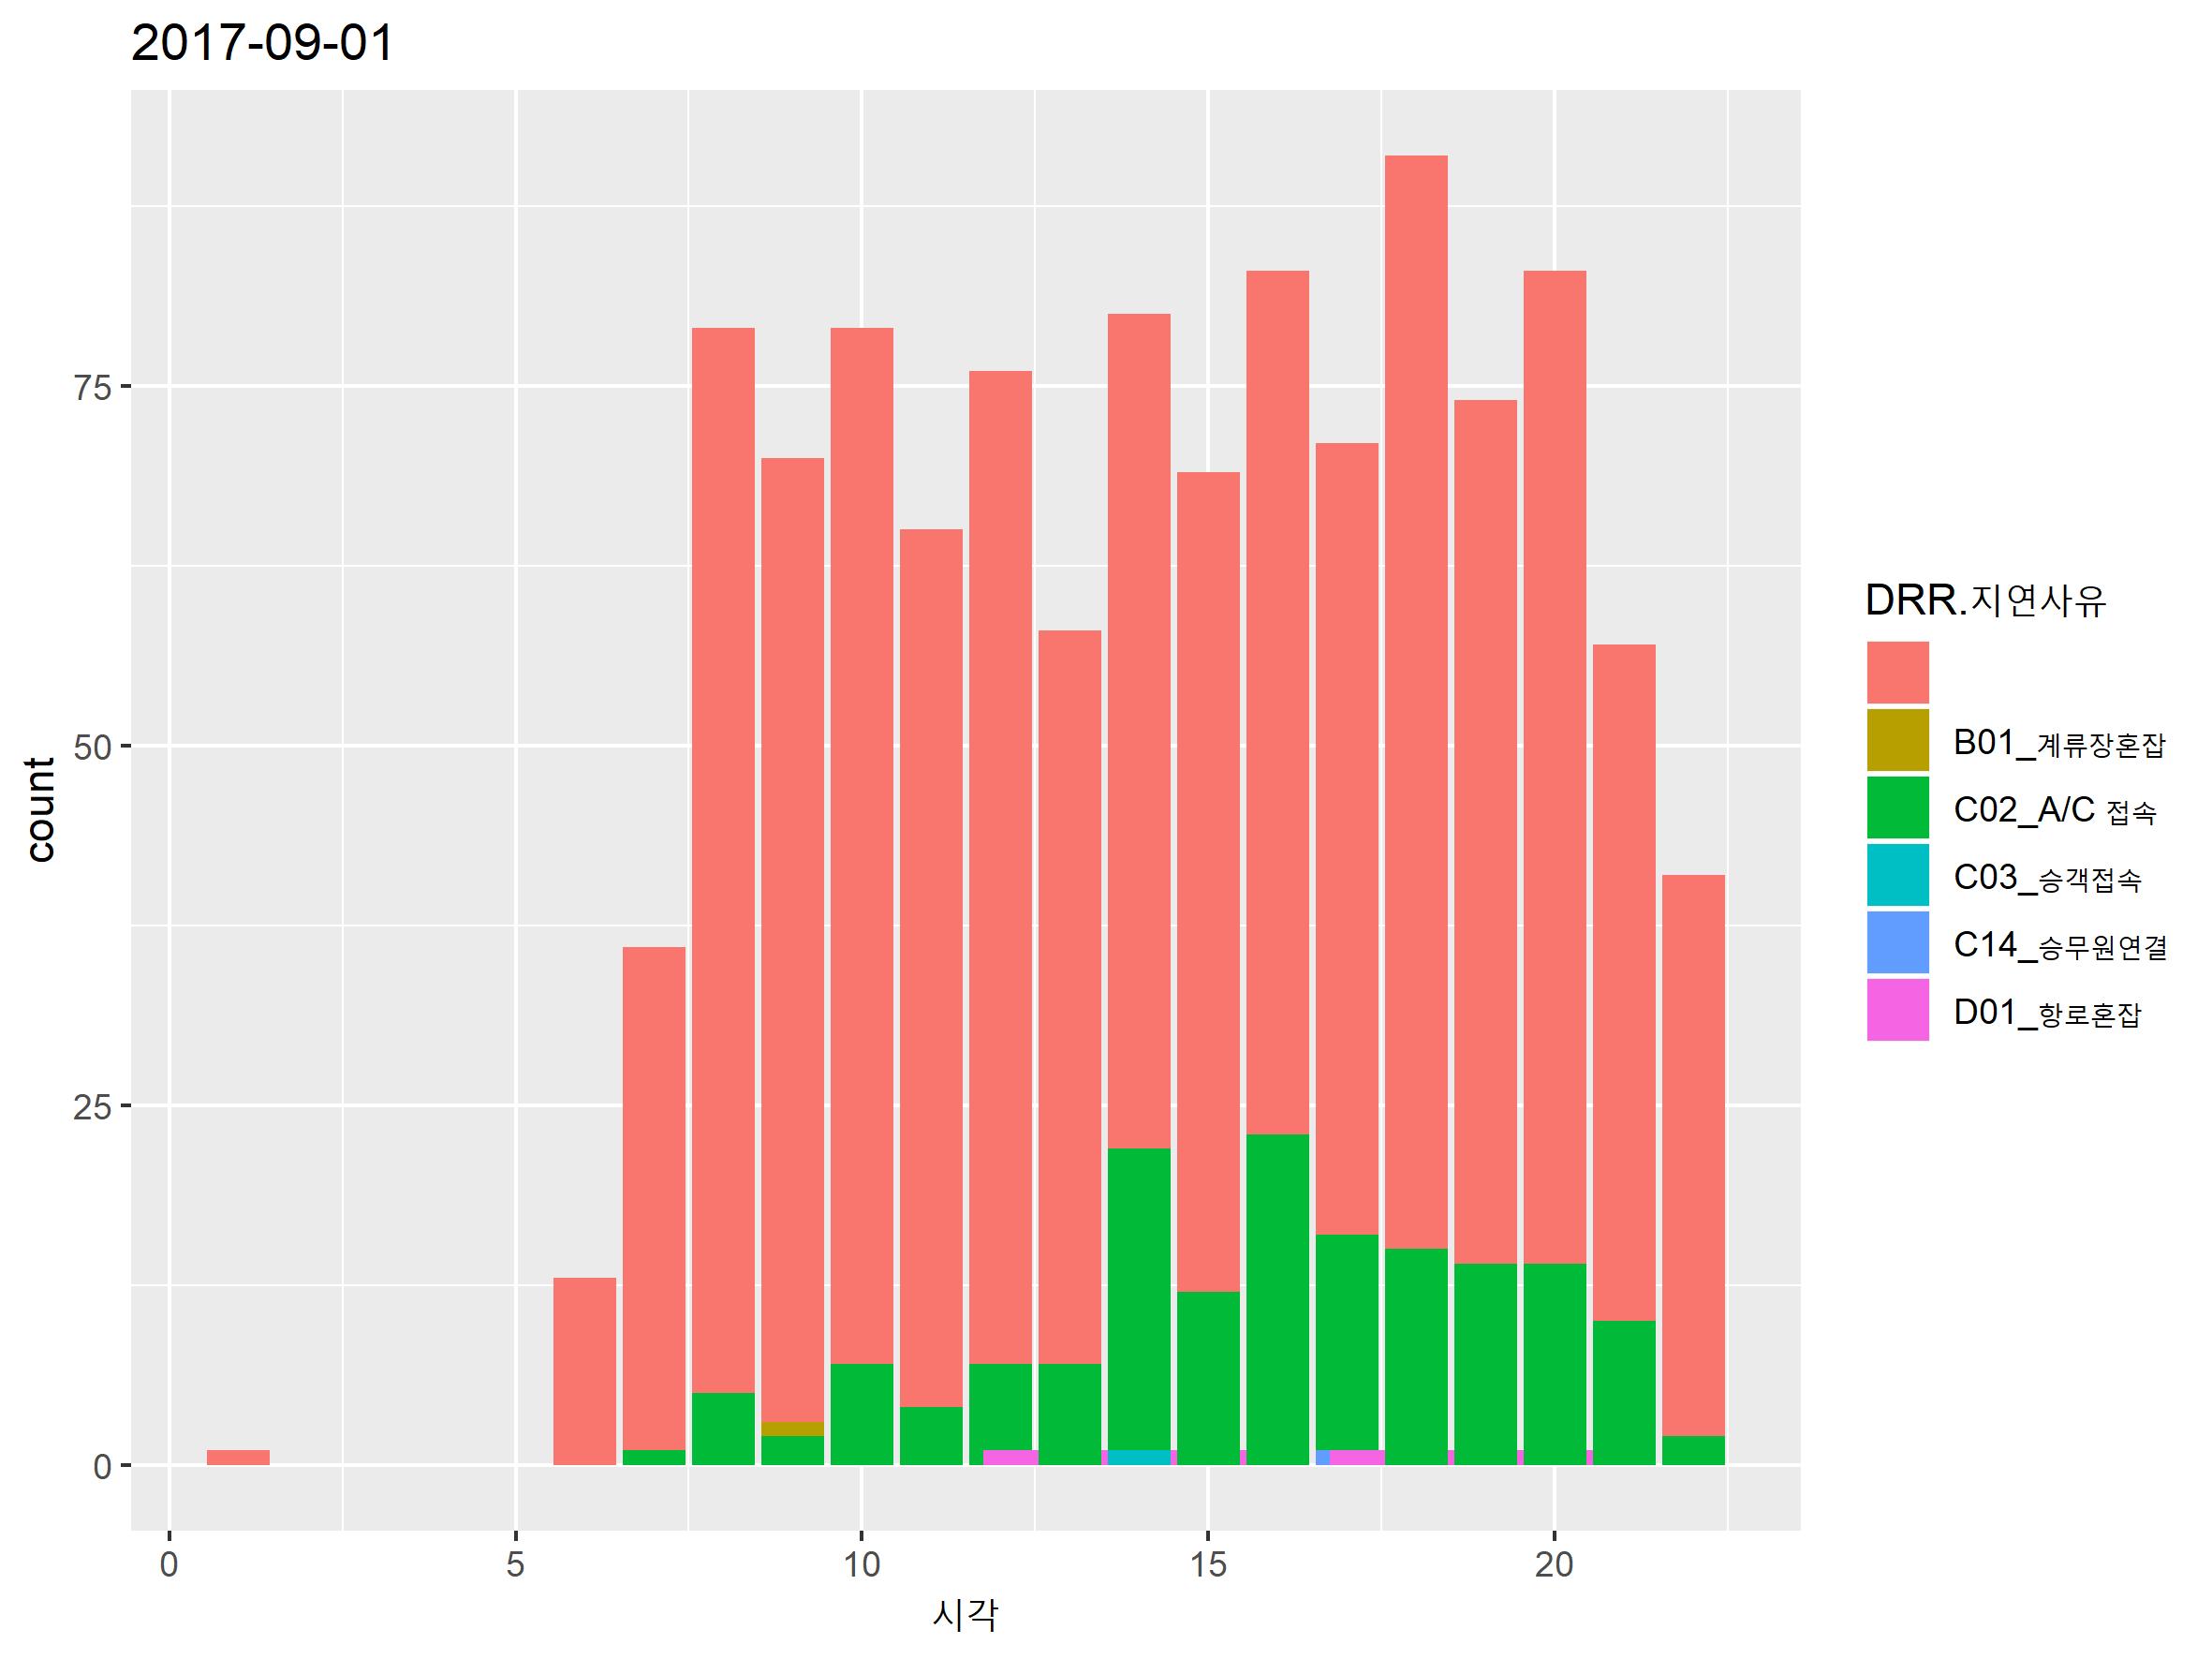 2017-09-01
count
75
50
25
0
0 5 10 15 20
시각
DRR.지연사유
B01_계류장혼잡
C02_A/C 접속
C03_승객접속
C14_승무원연결
D01_항로혼잡